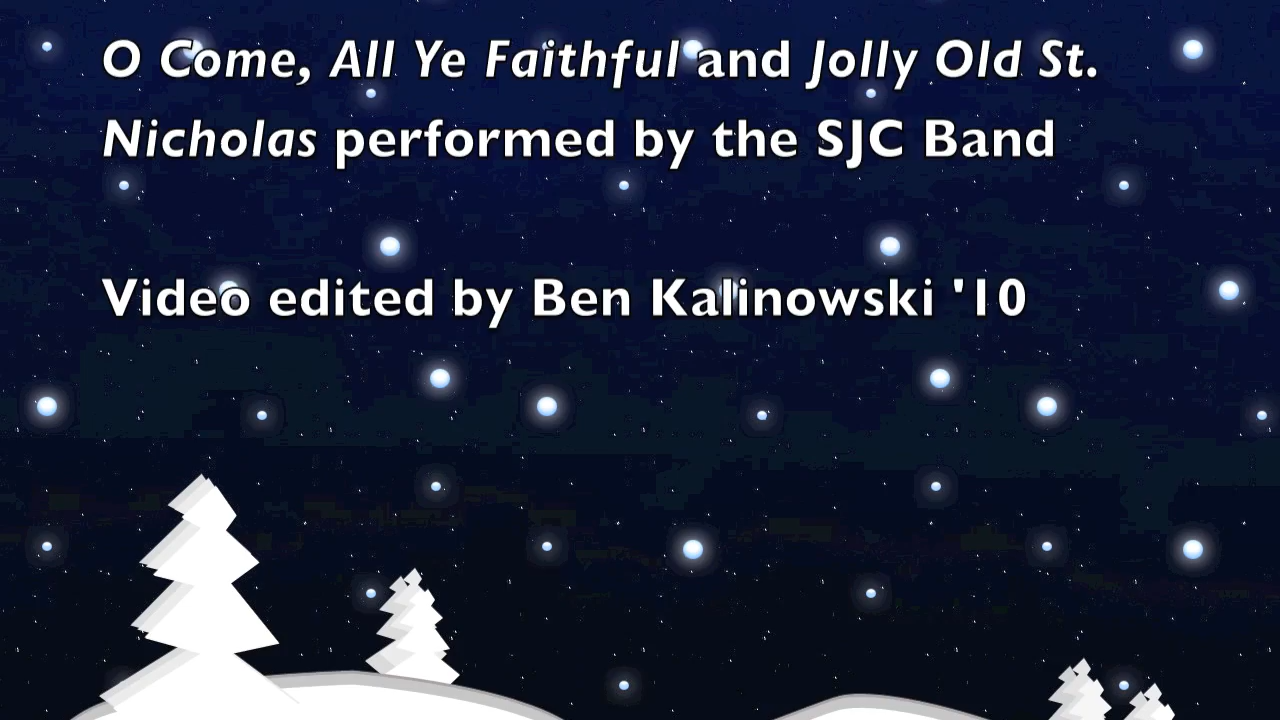 O Come, All Ye Faithful and Jolly Old St.
Nicholas performed by the SJC Band
Video edited by Ben Kalinowski '10